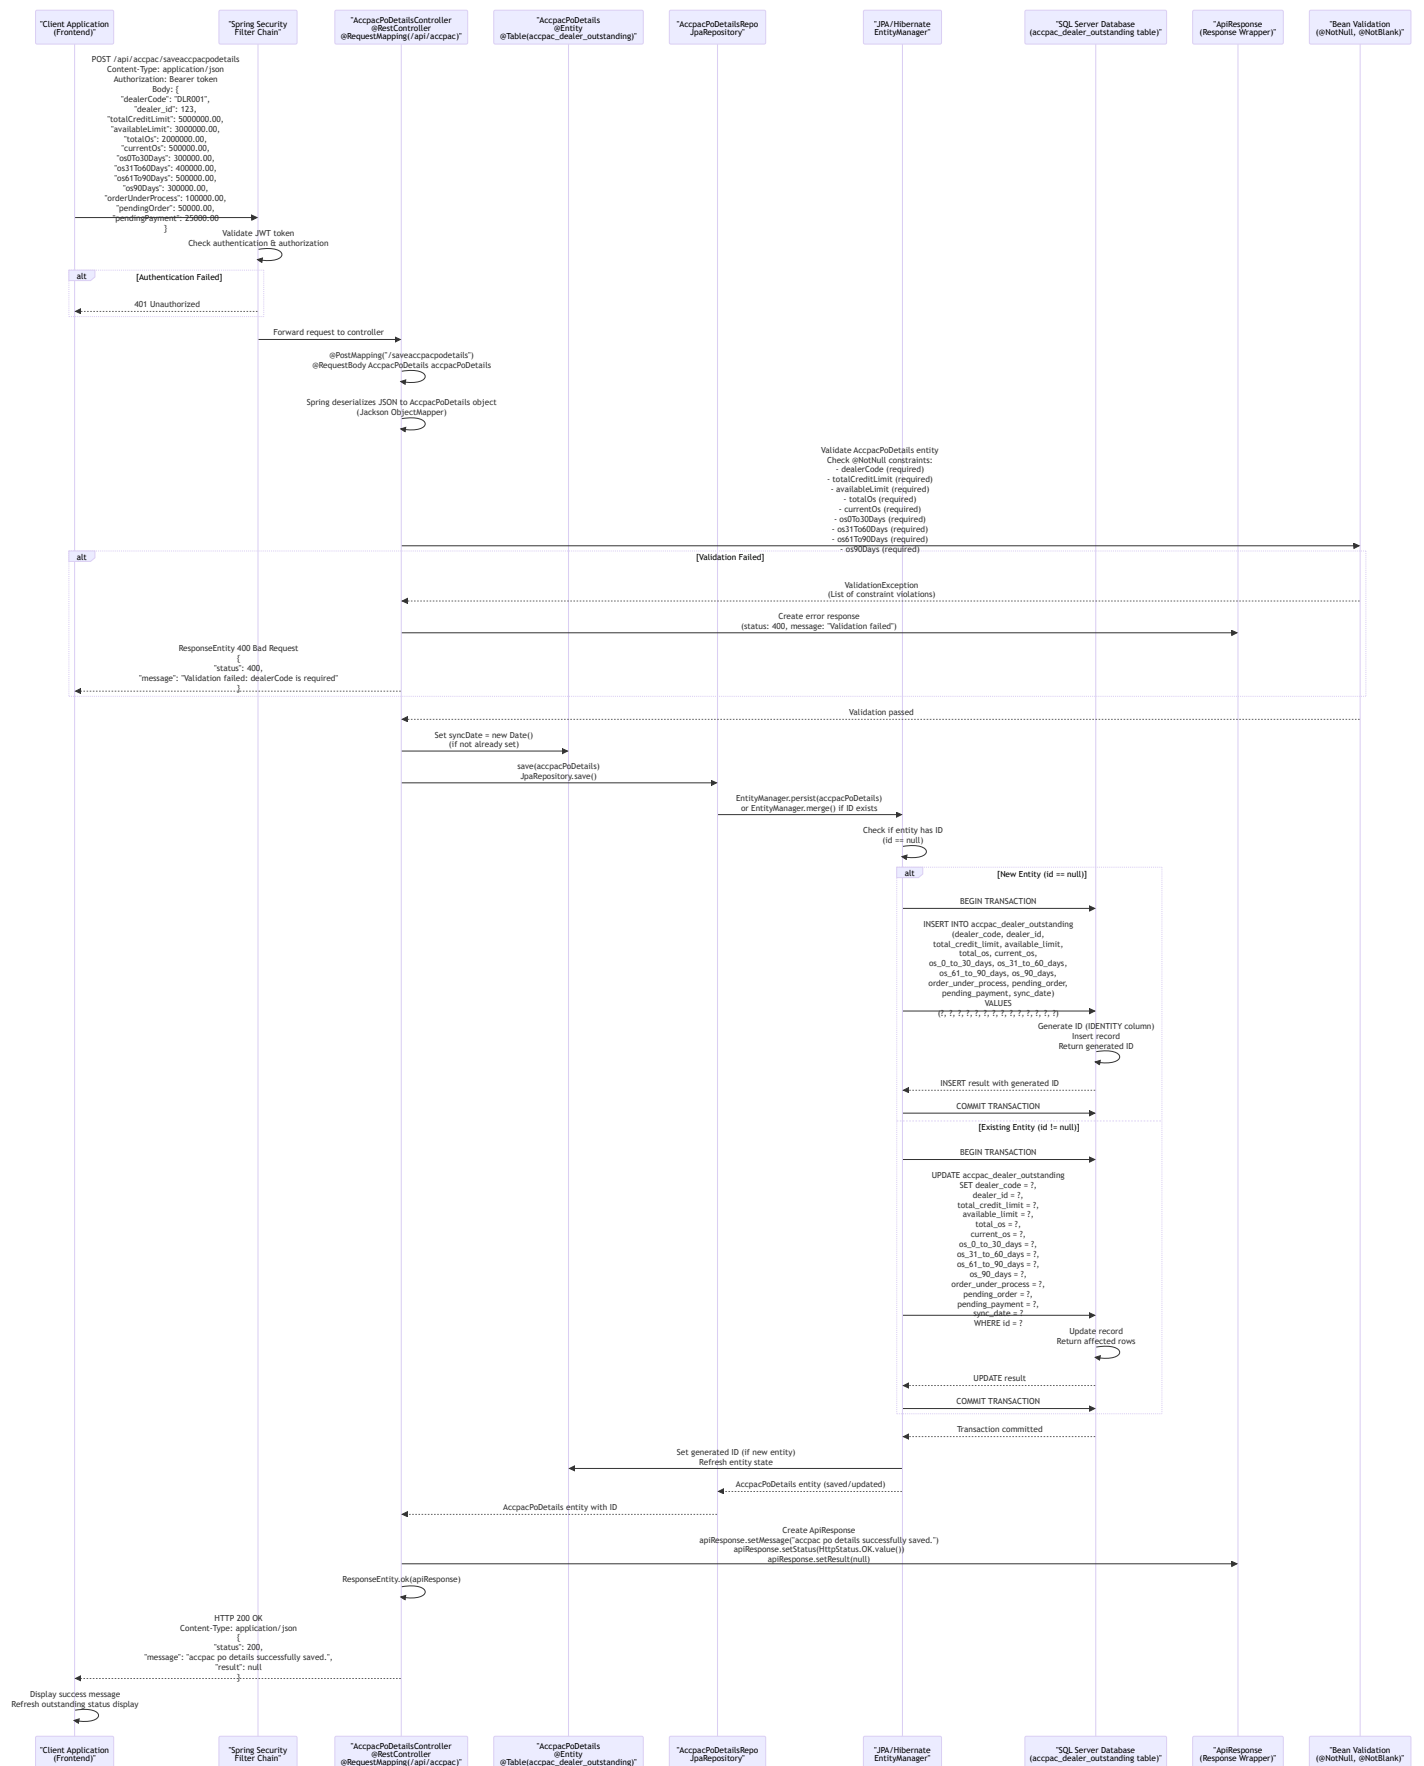 "Client Application
(Frontend)"
"Spring Security
Filter Chain"
"AccpacPoDetailsController
@RestController
@RequestMapping(/api/accpac)"
"AccpacPoDetails
@Entity
@Table(accpac_dealer_outstanding)"
"AccpacPoDetailsRepo
JpaRepository"
"JPA/Hibernate
EntityManager"
"SQL Server Database
(accpac_dealer_outstanding table)"
"ApiResponse
(Response Wrapper)"
"Bean Validation
(@NotNull, @NotBlank)"
POST /api/accpac/saveaccpacpodetails
Content-Type: application/json
Authorization: Bearer token
Body: {
"dealerCode": "DLR001",
"dealer_id": 123,
"totalCreditLimit": 5000000.00,
"availableLimit": 3000000.00,
"totalOs": 2000000.00,
"currentOs": 500000.00,
"os0To30Days": 300000.00,
"os31To60Days": 400000.00,
"os61To90Days": 500000.00,
"os90Days": 300000.00,
"orderUnderProcess": 100000.00,
"pendingOrder": 50000.00,
"pendingPayment": 25000.00
}
Validate JWT token
Check authentication & authorization
alt
[Authentication Failed]
401 Unauthorized
Forward request to controller
@PostMapping("/saveaccpacpodetails")
@RequestBody AccpacPoDetails accpacPoDetails
Spring deserializes JSON to AccpacPoDetails object
(Jackson ObjectMapper)
Validate AccpacPoDetails entity
Check @NotNull constraints:
- dealerCode (required)
- totalCreditLimit (required)
- availableLimit (required)
- totalOs (required)
- currentOs (required)
- os0To30Days (required)
- os31To60Days (required)
- os61To90Days (required)
- os90Days (required)
alt
[Validation Failed]
ValidationException
(List of constraint violations)
Create error response
(status: 400, message: "Validation failed")
ResponseEntity 400 Bad Request
{
"status": 400,
"message": "Validation failed: dealerCode is required"
}
Validation passed
Set syncDate = new Date()
(if not already set)
save(accpacPoDetails)
JpaRepository.save()
EntityManager.persist(accpacPoDetails)
or EntityManager.merge() if ID exists
Check if entity has ID
(id == null)
alt
[New Entity (id == null)]
BEGIN TRANSACTION
INSERT INTO accpac_dealer_outstanding
(dealer_code, dealer_id,
total_credit_limit, available_limit,
total_os, current_os,
os_0_to_30_days, os_31_to_60_days,
os_61_to_90_days, os_90_days,
order_under_process, pending_order,
pending_payment, sync_date)
VALUES
(?, ?, ?, ?, ?, ?, ?, ?, ?, ?, ?, ?, ?, ?)
Generate ID (IDENTITY column)
Insert record
Return generated ID
INSERT result with generated ID
COMMIT TRANSACTION
[Existing Entity (id != null)]
BEGIN TRANSACTION
UPDATE accpac_dealer_outstanding
SET dealer_code = ?,
dealer_id = ?,
total_credit_limit = ?,
available_limit = ?,
total_os = ?,
current_os = ?,
os_0_to_30_days = ?,
os_31_to_60_days = ?,
os_61_to_90_days = ?,
os_90_days = ?,
order_under_process = ?,
pending_order = ?,
pending_payment = ?,
sync_date = ?
WHERE id = ?
Update record
Return affected rows
UPDATE result
COMMIT TRANSACTION
Transaction committed
Set generated ID (if new entity)
Refresh entity state
AccpacPoDetails entity (saved/updated)
AccpacPoDetails entity with ID
Create ApiResponse
apiResponse.setMessage("accpac po details successfully saved.")
apiResponse.setStatus(HttpStatus.OK.value())
apiResponse.setResult(null)
ResponseEntity.ok(apiResponse)
HTTP 200 OK
Content-Type: application/json
{
"status": 200,
"message": "accpac po details successfully saved.",
"result": null
}
Display success message
Refresh outstanding status display
"Client Application
(Frontend)"
"Spring Security
Filter Chain"
"AccpacPoDetailsController
@RestController
@RequestMapping(/api/accpac)"
"AccpacPoDetails
@Entity
@Table(accpac_dealer_outstanding)"
"AccpacPoDetailsRepo
JpaRepository"
"JPA/Hibernate
EntityManager"
"SQL Server Database
(accpac_dealer_outstanding table)"
"ApiResponse
(Response Wrapper)"
"Bean Validation
(@NotNull, @NotBlank)"